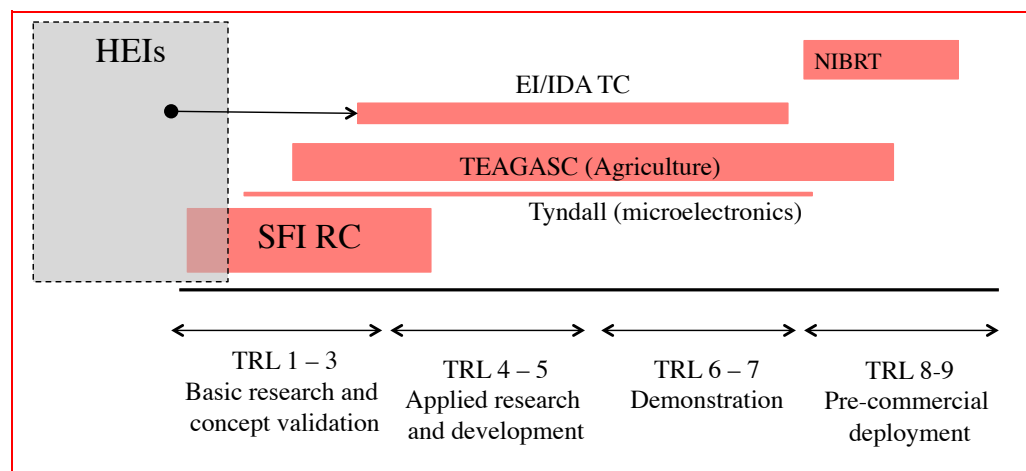 HEIs
NIBRT
EI/IDA TC
TEAGASC (Agriculture)
Tyndall (microelectronics)
SFI RC
TRL 1 – 3
Basic research and
concept validation
TRL 4 – 5
Applied research
and development
TRL 6 – 7
Demonstration
TRL 8-9
Pre-commercial
deployment